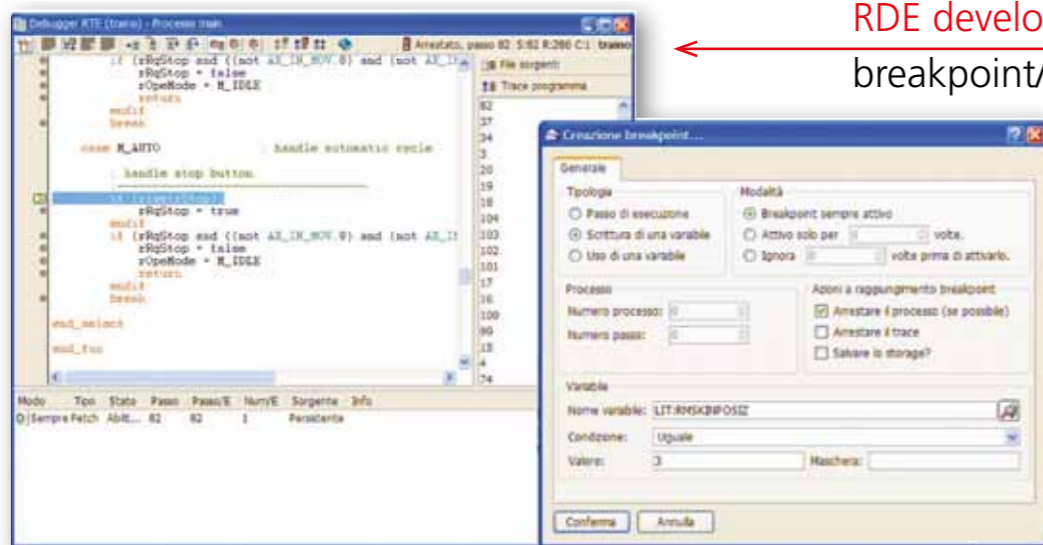 RDE develo
breakpoint/
Debugger RTE (traino) - Processo main
Arrestato, passo 82 S:82 R:286 C:1 traino
if (rRqStop and ((not AX_IN_MOV.0) and (not AX_I
rRqStop = false
rOpeMode = M_IDLE
return
endif
break
case M_AUTO ; handle automatic cycle
; handle stop button
rRqStop = true
endif
if (rRqStop and ((not AX_IN_MOV.0) and (not AX_I
rRqStop = false
rOpeMode = M_IDLE
return
endif
break
end_select
end_fun
File sorgenti
Trace programma
82
37
34
3
20
19
18
104
103
102
101
17
16
100
99
15
4
74
Modo Tipo Stato Passo Passo/E Num/E Sorgente Info
Sempre Fetch Abilit... 82 82 1 Persistente
Creazione breakpoint...
Generale
Tipologia
Passo di esecuzione
Scrittura di una variabile
Uso di una variabile
Modalità
Breakpoint sempre attivo
Attivo solo per 0 volte.
Ignora 0 volte prima di attivarlo.
Processo
Numero processo: 0
Numero passo: 0
Azioni a raggiungimento breakpoint
Arrestare il processo (se possibile)
Arrestare il trace
Salvare lo storage?
Variabile
Nome variabile: LIT:RMSKBPOSIZ
Condizione: Uguale
Valore: 3 Maschera:
Conferma Annulla